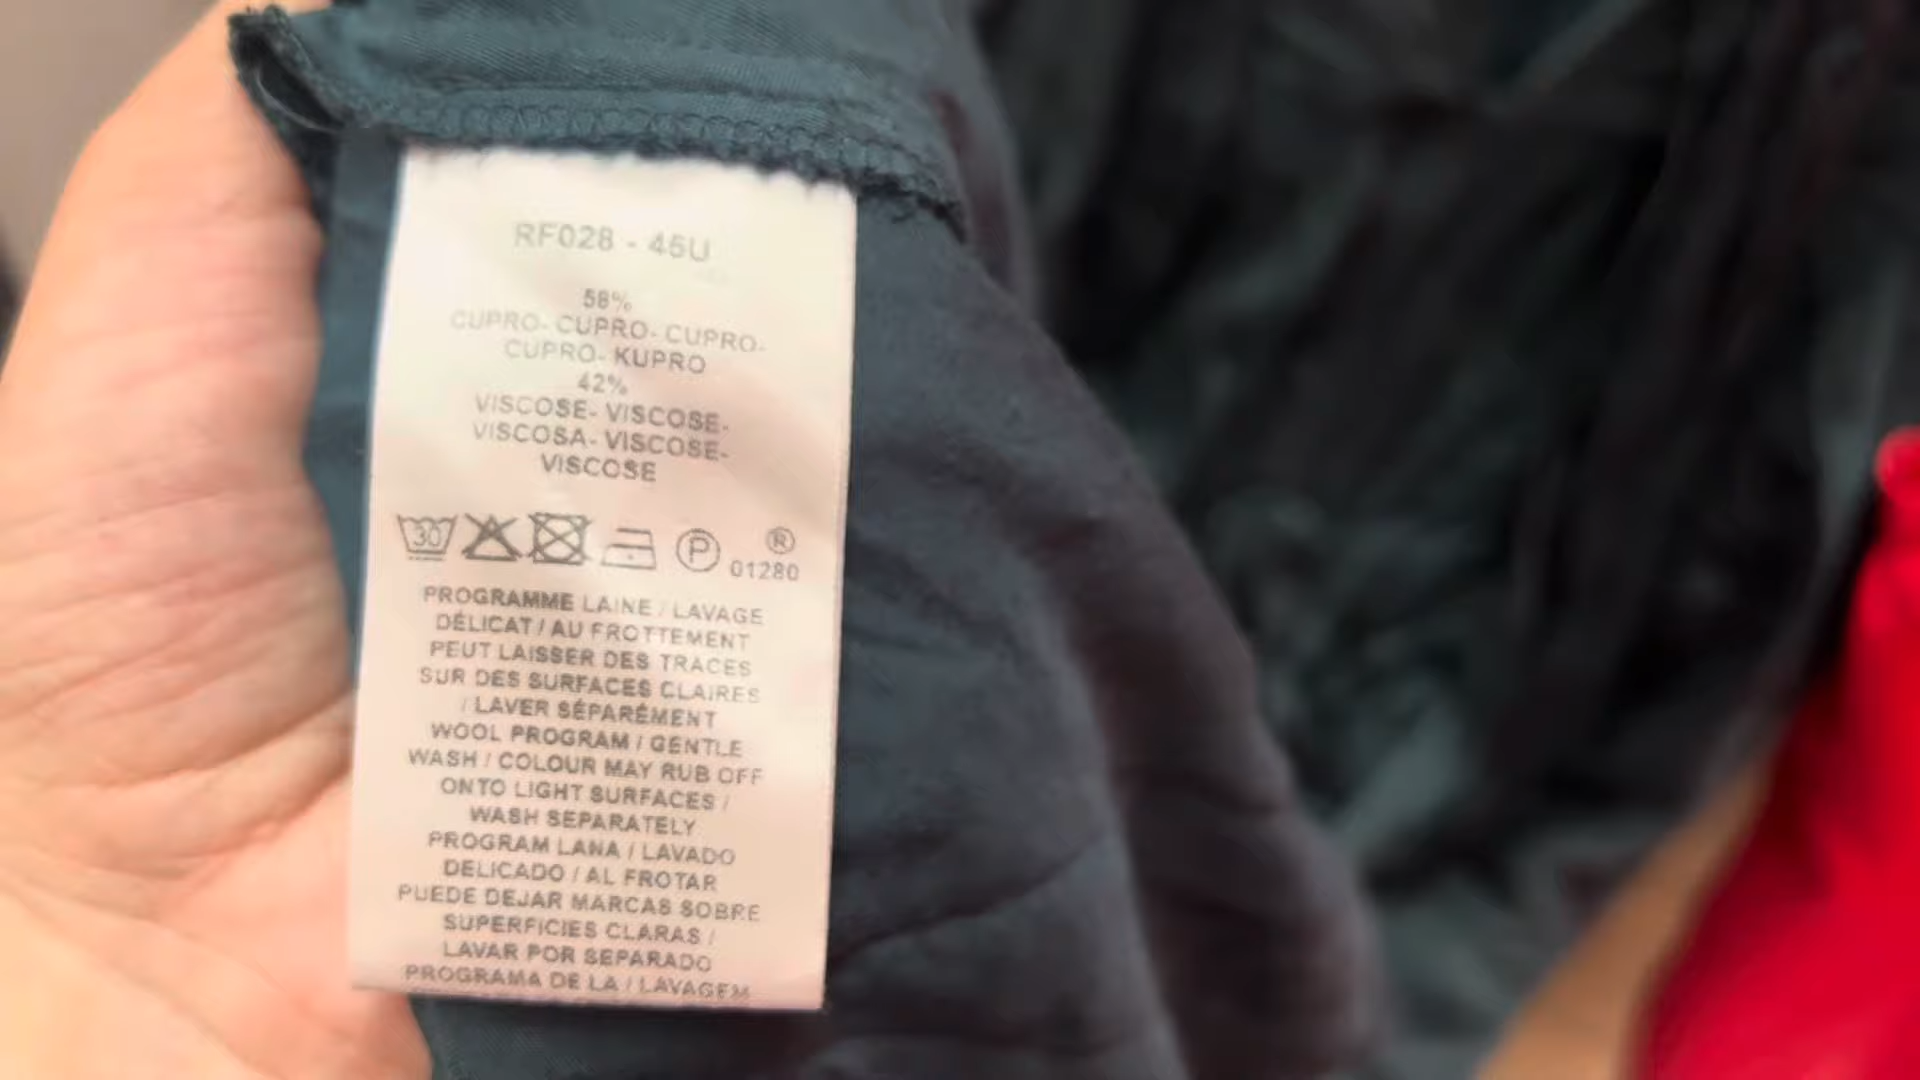 RF028 - 45U
58%
CUPRO- CUPRO- CUPRO-
CUPRO- KUPRO
42%
VISCOSE- VISCOSE-
VISCOSA- VISCOSE-
VISCOSE
30 P ®
01280
PROGRAMME LAINE / LAVAGE
DÉLICAT / AU FROTTEMENT
PEUT LAISSER DES TRACES
SUR DES SURFACES CLAIRES
/ LAVER SÉPARÉMENT
WOOL PROGRAM / GENTLE
WASH / COLOUR MAY RUB OFF
ONTO LIGHT SURFACES /
WASH SEPARATELY
PROGRAM LANA / LAVADO
DELICADO / AL FROTAR
PUEDE DEJAR MARCAS SOBRE
SUPERFICIES CLARAS /
LAVAR POR SEPARADO
PROGRAMA DE LA / LAVAGEM